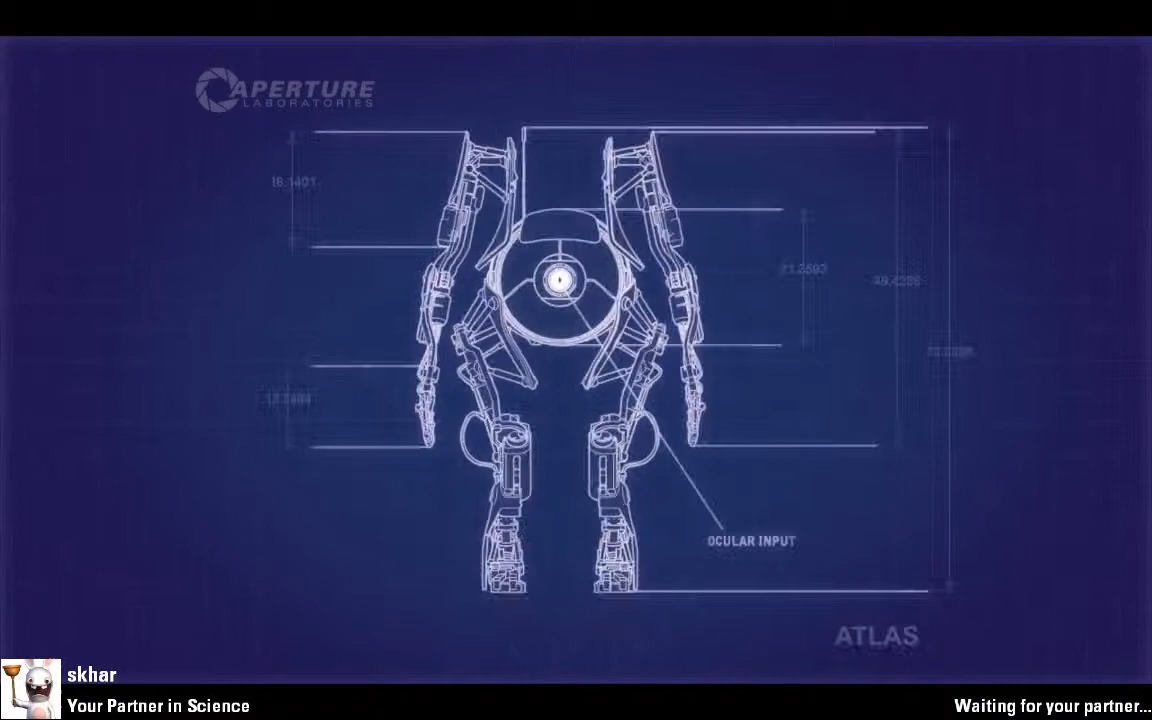 APERTURE
LABORATORIES
OCULAR INPUT
ATLAS
skhar
Your Partner in Science
Waiting for your partner...